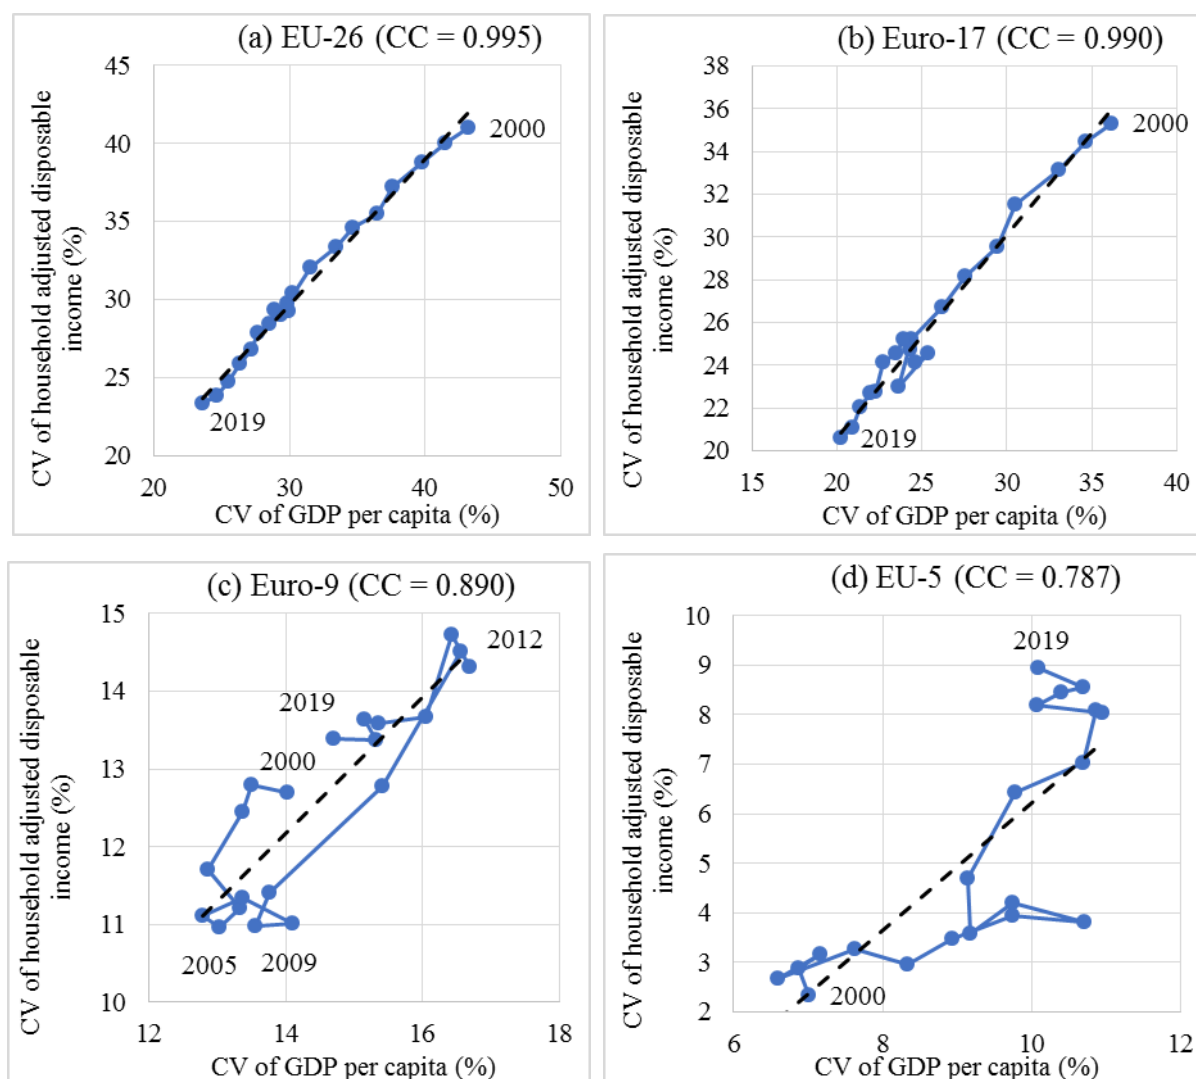 (a) EU-26 (CC = 0.995)
CV of household adjusted disposable
income (%)
45
40
35
30
25
20
2000
2019
20 30 40 50
CV of GDP per capita (%)
(b) Euro-17 (CC = 0.990)
CV of household adjusted disposable
income (%)
38
36
34
32
30
28
26
24
22
20
2000
2019
15 20 25 30 35 40
CV of GDP per capita (%)
(c) Euro-9 (CC = 0.890)
CV of household adjusted disposable
income (%)
15
14
13
12
11
10
2012
2019
2000
2005 2009
12 14 16 18
CV of GDP per capita (%)
(d) EU-5 (CC = 0.787)
CV of household adjusted disposable
income (%)
10
9
8
7
6
5
4
3
2
2019
2000
6 8 10 12
CV of GDP per capita (%)